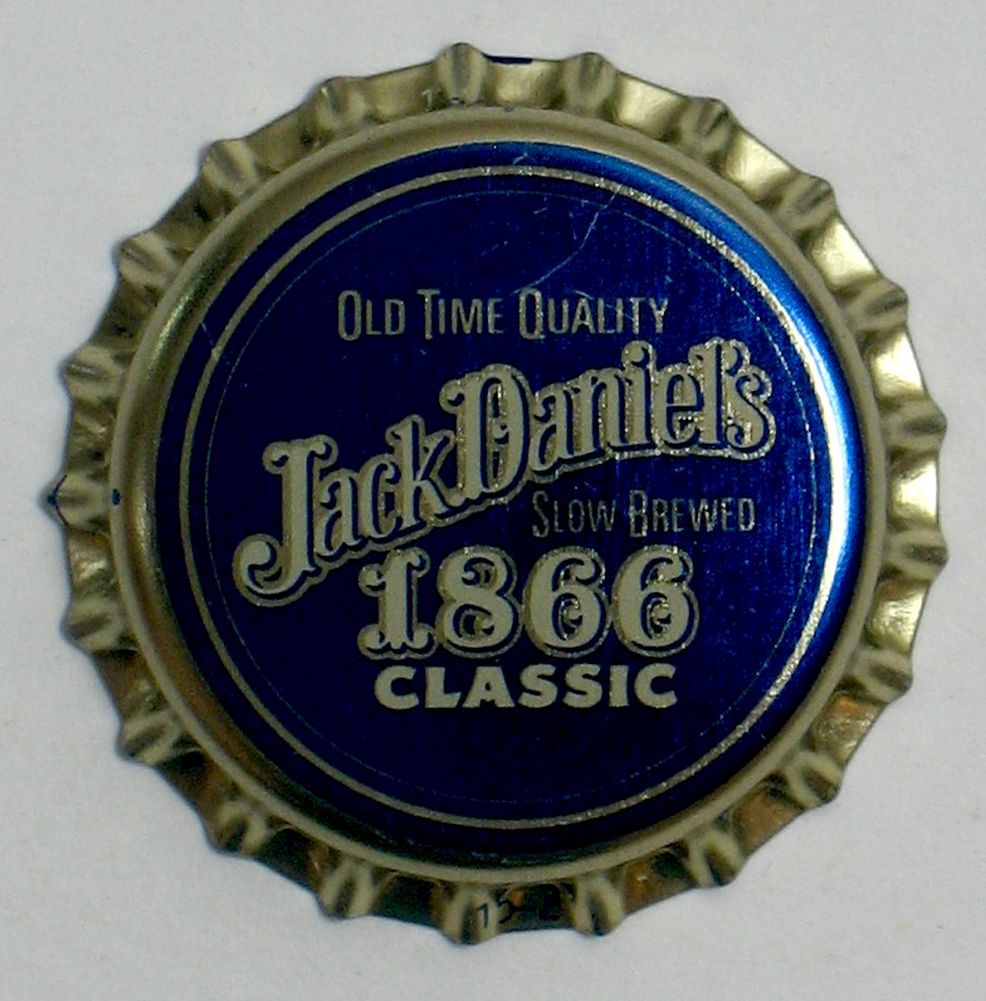 OLD TIME QUALITY
Jack Daniel's
SLOW BREWED
1866
CLASSIC